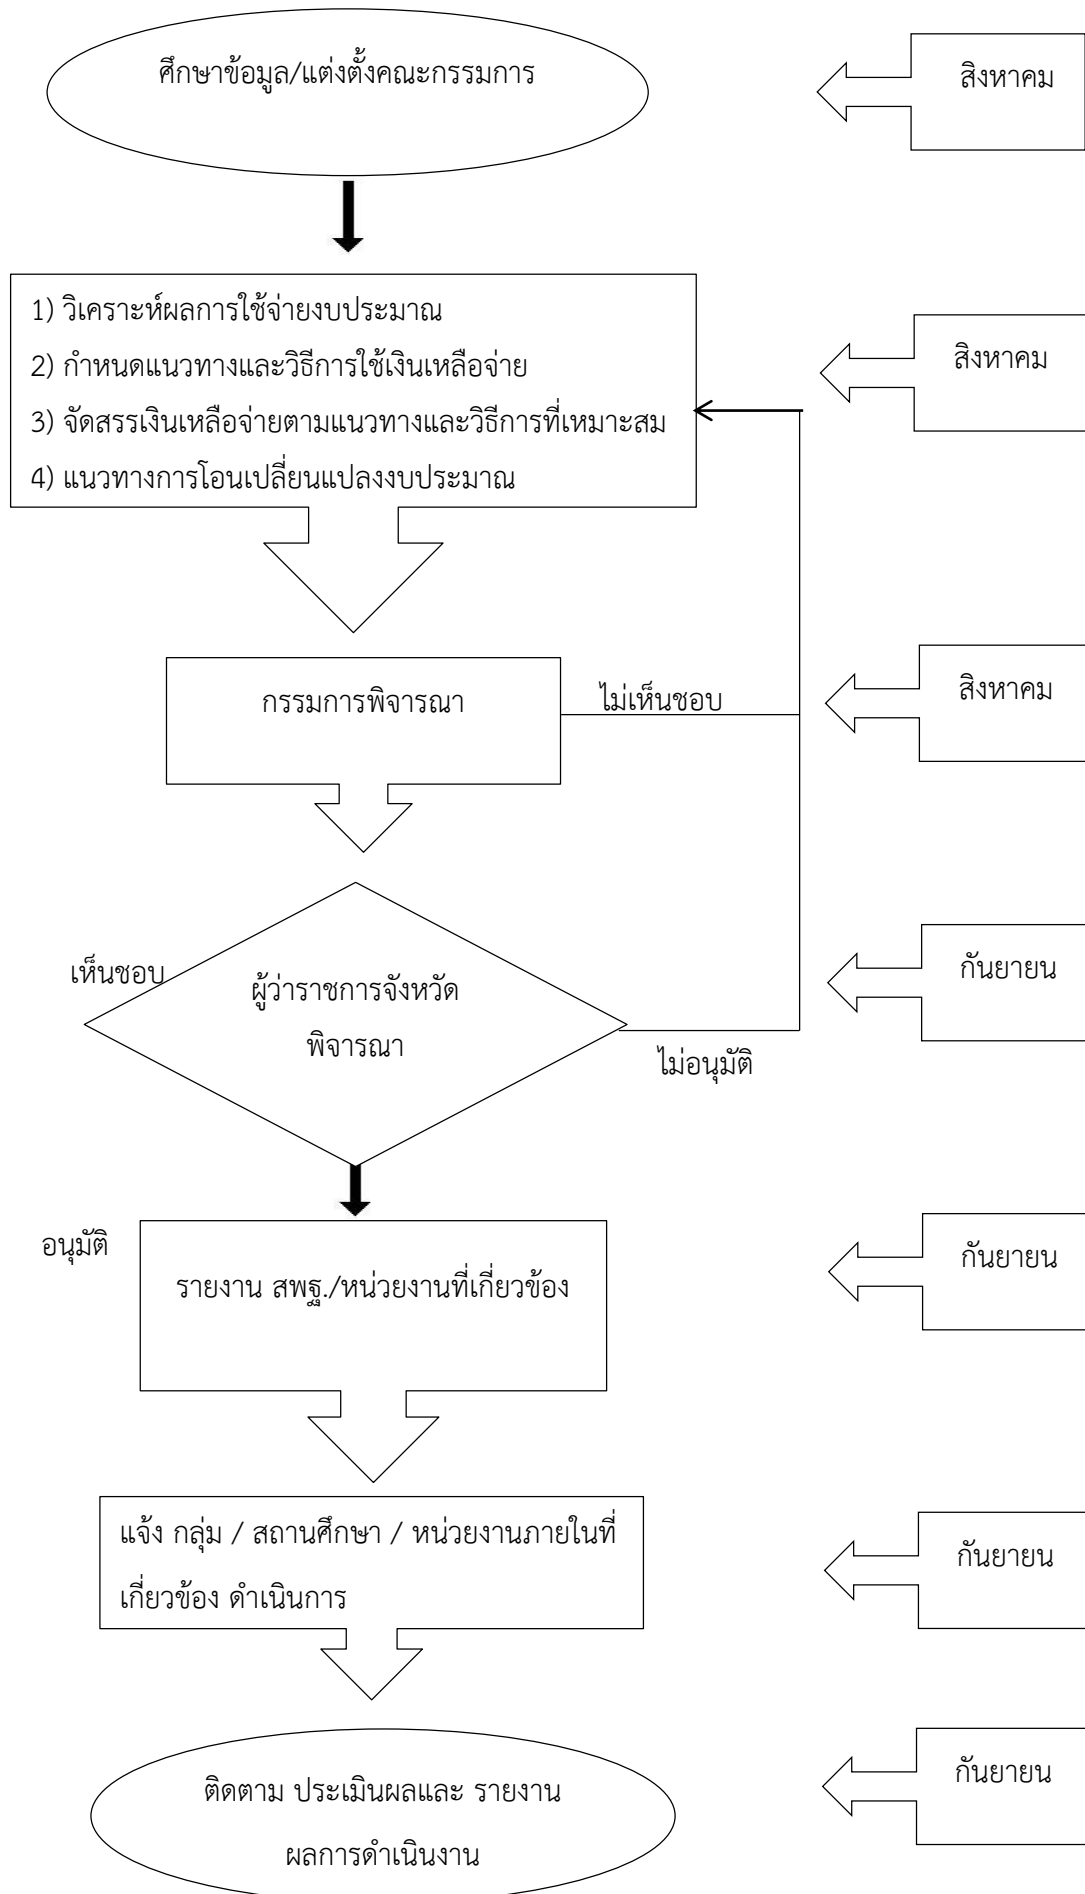 ศึกษาข้อมูล/แต่งตั้งคณะกรรมการ
สิงหาคม
1) วิเคราะห์ผลการใช้จ่ายงบประมาณ
2) กำหนดแนวทางและวิธีการใช้เงินเหลือจ่าย
3) จัดสรรเงินเหลือจ่ายตามแนวทางและวิธีการที่เหมาะสม
4) แนวทางการโอนเปลี่ยนแปลงงบประมาณ
สิงหาคม
กรรมการพิจารณา
ไม่เห็นชอบ
สิงหาคม
เห็นชอบ
ผู้ว่าราชการจังหวัด
พิจารณา
ไม่อนุมัติ
กันยายน
อนุมัติ
รายงาน สพฐ./หน่วยงานที่เกี่ยวข้อง
กันยายน
แจ้ง กลุ่ม / สถานศึกษา / หน่วยงานภายในที่
เกี่ยวข้อง ดำเนินการ
กันยายน
ติดตาม ประเมินผลและ รายงาน
ผลการดำเนินงาน
กันยายน